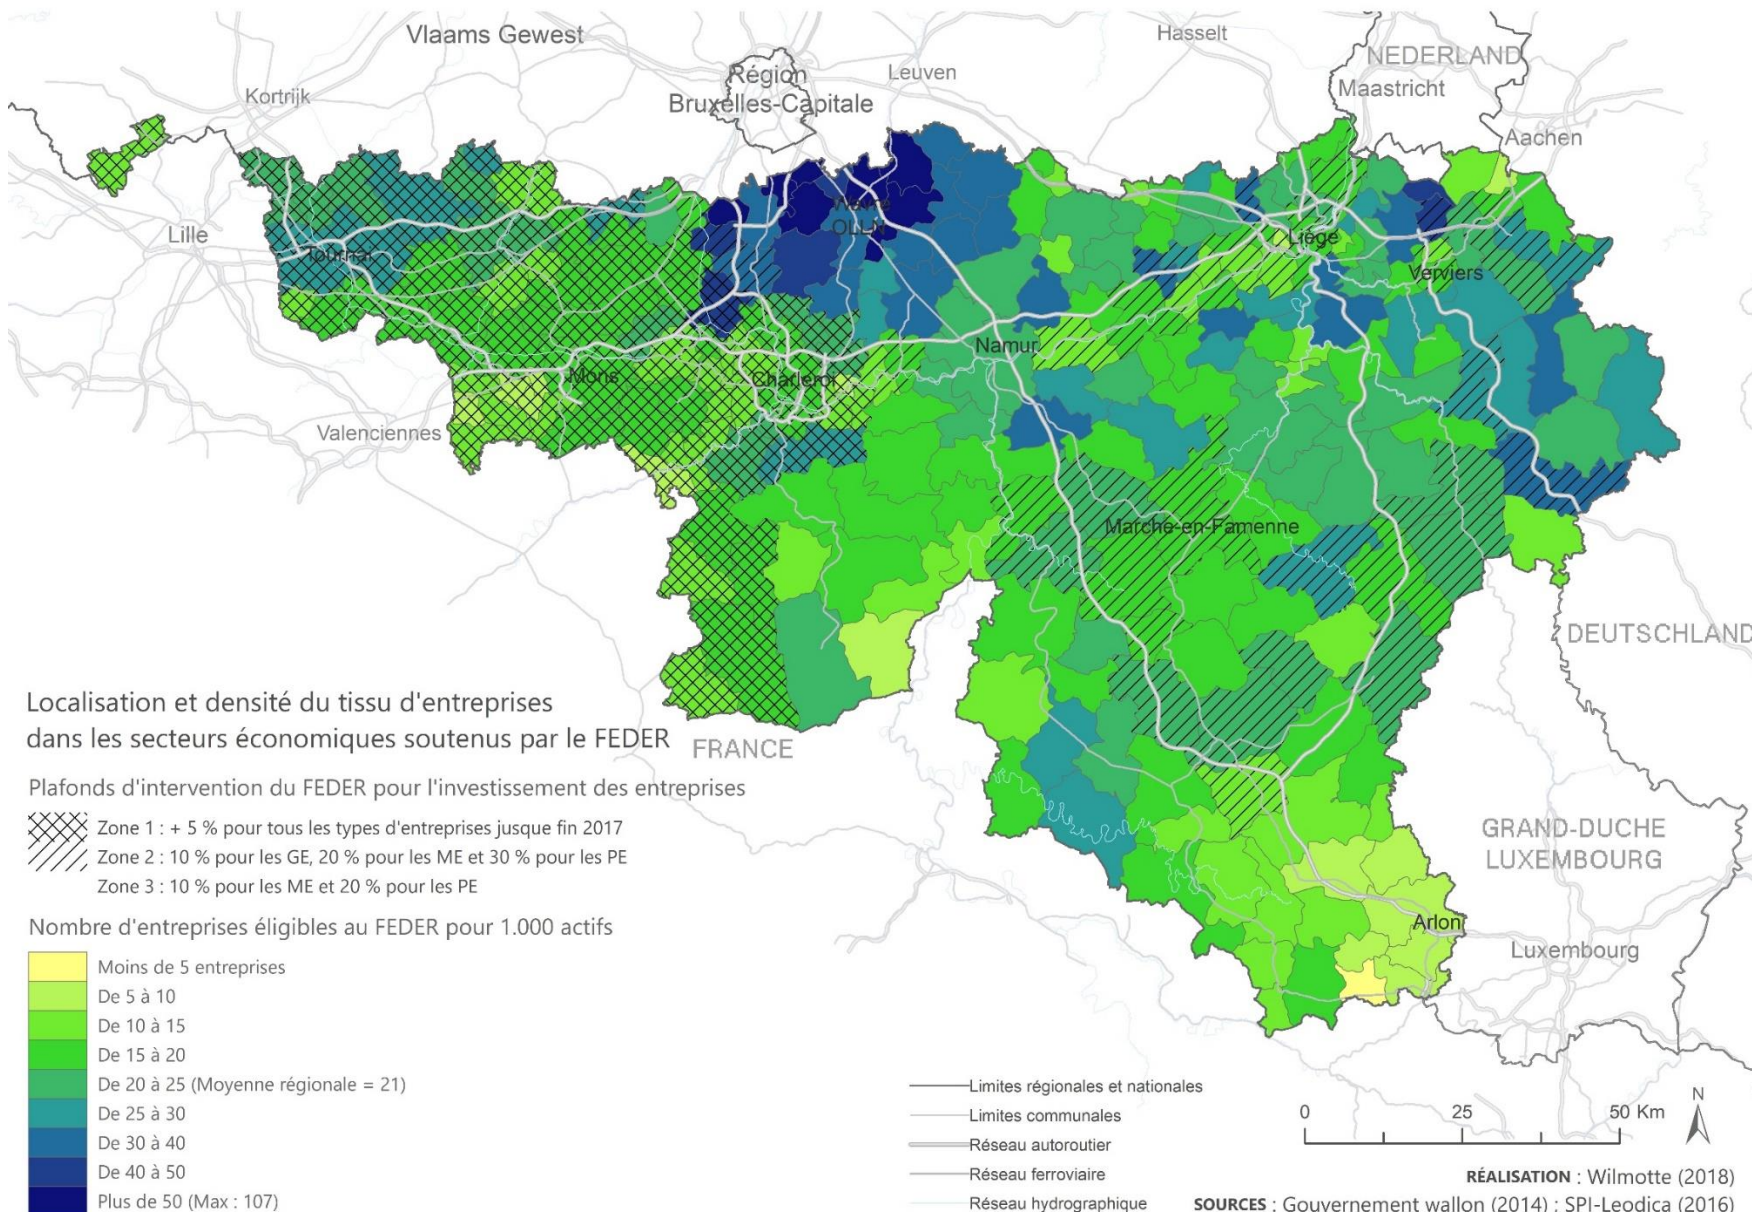 Vlaams Gewest
Hasselt
NEDERLAND
Région
Bruxelles-Capitale
Leuven
Maastricht
Kortrijk
Aachen
Wavre
OLLN
Lille
Liège
Tournai
Verviers
Namur
Mons
Charleroi
Valenciennes
Marche-en-Famenne
DEUTSCHLAND
Localisation et densité du tissu d'entreprises
dans les secteurs économiques soutenus par le FEDER
FRANCE
Plafonds d'intervention du FEDER pour l'investissement des entreprises
Zone 1 : + 5 % pour tous les types d'entreprises jusque fin 2017
Zone 2 : 10 % pour les GE, 20 % pour les ME et 30 % pour les PE
Zone 3 : 10 % pour les ME et 20 % pour les PE
GRAND-DUCHE
LUXEMBOURG
Nombre d'entreprises éligibles au FEDER pour 1.000 actifs
Arlon
Luxembourg
Moins de 5 entreprises
De 5 à 10
De 10 à 15
De 15 à 20
De 20 à 25 (Moyenne régionale = 21)
De 25 à 30
De 30 à 40
De 40 à 50
Plus de 50 (Max : 107)
Limites régionales et nationales
Limites communales
Réseau autoroutier
Réseau ferroviaire
Réseau hydrographique
0 25 50 Km
N
RÉALISATION : Wilmotte (2018)
SOURCES : Gouvernement wallon (2014) ; SPI-Leodica (2016)